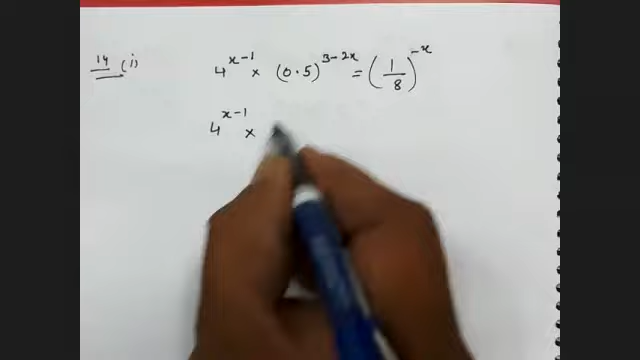 14 (i) 4^{x-1} × (0.5)^{3-2x} = (1/8)^{-x}
4^{x-1} ×